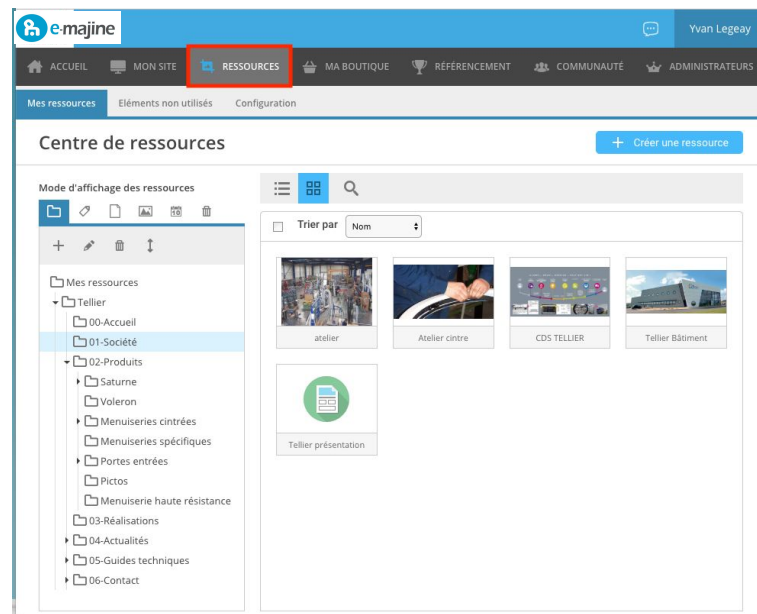 e-majine
Yvan Legeay
ACCUEIL MON SITE RESSOURCES MA BOUTIQUE RÉFÉRENCEMENT COMMUNAUTÉ ADMINISTRATEURS
Mes ressources Eléments non utilisés Configuration
Centre de ressources
+ Créer une ressource
Mode d'affichage des ressources
Trier par Nom
Mes ressources
Tellier
00-Accueil
01-Société
02-Produits
Saturne
Voleron
Menuiseries cintrées
Menuiseries spécifiques
Portes entrées
Pictos
Menuiserie haute résistance
03-Réalisations
04-Actualités
05-Guides techniques
06-Contact
atelier
Atelier cintre
CDS TELLIER
Tellier Bâtiment
Tellier présentation